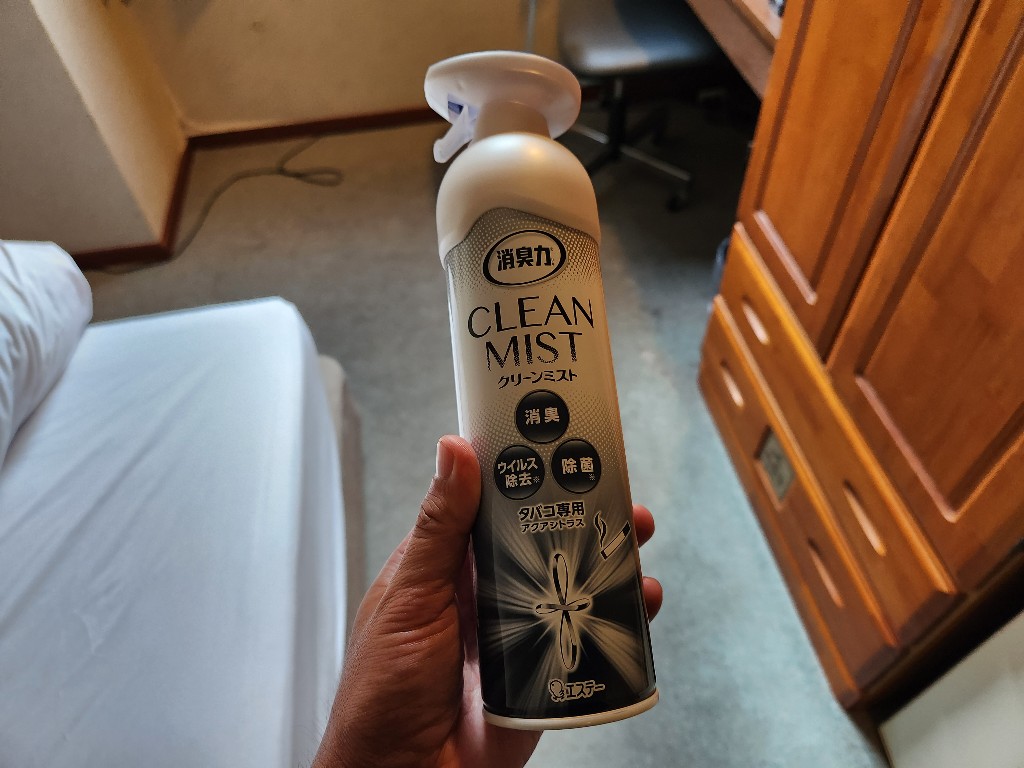 消臭力
CLEAN
MIST
クリーンミスト
消臭
ウイルス
除去※
除菌
※
タバコ専用
アクアシトラス
エステー